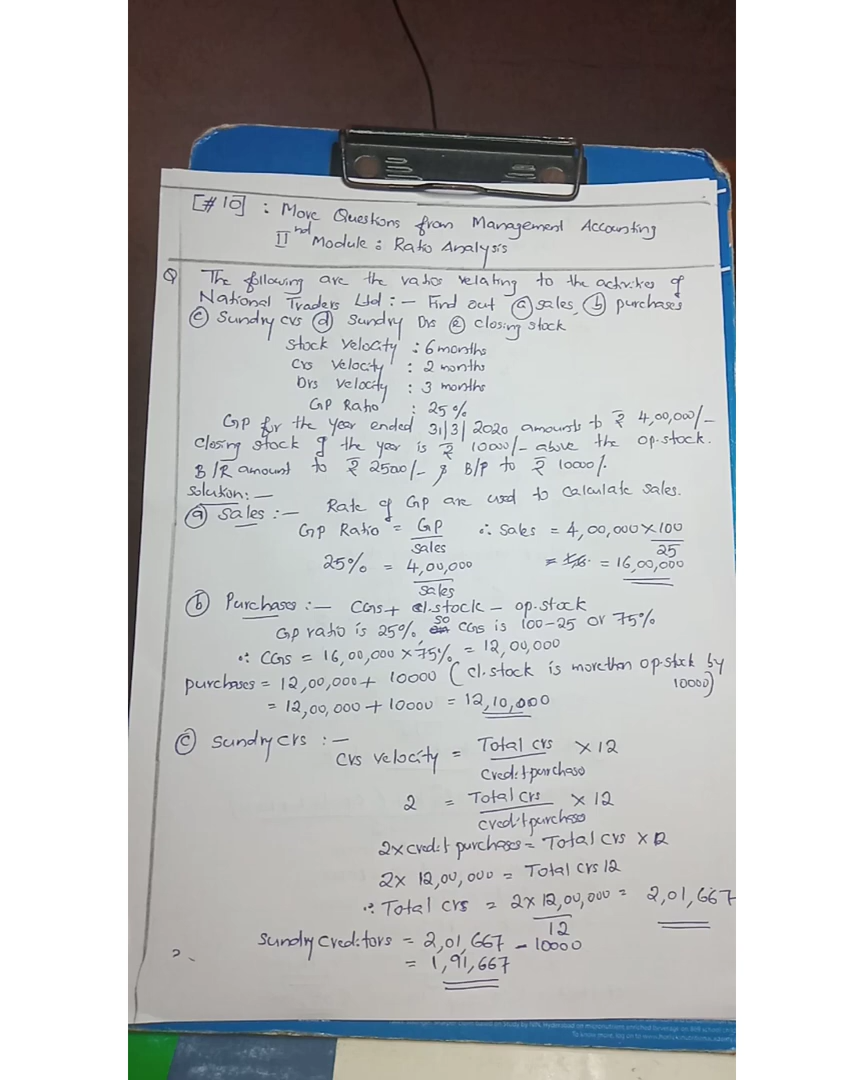 [#10] : More Questions from Management Accounting
IInd Module : Ratio Analysis
Q The following are the ratios relating to the activities of
National Traders Ltd : — Find out (a) sales, (b) purchases
(c) Sundry crs (d) Sundry Drs (e) closing stock
Stock Velocity : 6 months
Crs Velocity : 2 months
Drs Velocity : 3 months
GP Ratio : 25%
GP for the Year ended 31/3/2020 amounts to ₹ 4,00,000/-
closing stock of the year is ₹ 10000/- above the op.stock.
B/R amount to ₹ 2500/- & B/P to ₹ 10000/.
Solution: —
(a) Sales : — Rate of GP are used to calculate sales.
GP Ratio = GP/Sales ∴ Sales = 4,00,000 × 100/25
25% = 4,00,000/Sales = 16,00,000
(b) Purchases : — CGS + cl.stock — op.stock
GP ratio is 25%, so CGS is 100-25 or 75%
∴ CGS = 16,00,000 × 75% = 12,00,000
purchases = 12,00,000 + 10000 (cl.stock is more than op.stock by
10000)
= 12,00,000 + 10000 = 12,10,000
(c) Sundry crs : —
Crs velocity = Total crs/credit purchase × 12
2 = Total crs/credit purchase × 12
2 × credit purchases = Total crs × 12
2 × 12,00,000 = Total crs 12
∴ Total crs = 2 × 12,00,000/12 = 2,01,667
Sundry Creditors = 2,01,667 — 10000
= 1,91,667